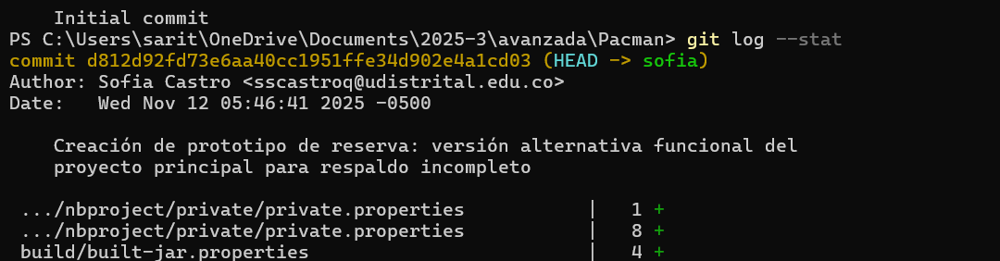 Initial commit
PS C:\Users\sarit\OneDrive\Documents\2025-3\avanzada\Pacman> git log --stat
commit d812d92fd73e6aa40cc1951ffe34d902e4a1cd03 (HEAD -> sofia)
Author: Sofia Castro <sscastroq@udistrital.edu.co>
Date:   Wed Nov 12 05:46:41 2025 -0500
Creación de prototipo de reserva: versión alternativa funcional del
proyecto principal para respaldo incompleto
.../nbproject/private/private.properties | 1 +
.../nbproject/private/private.properties | 8 +
build/built-jar.properties | 4 +